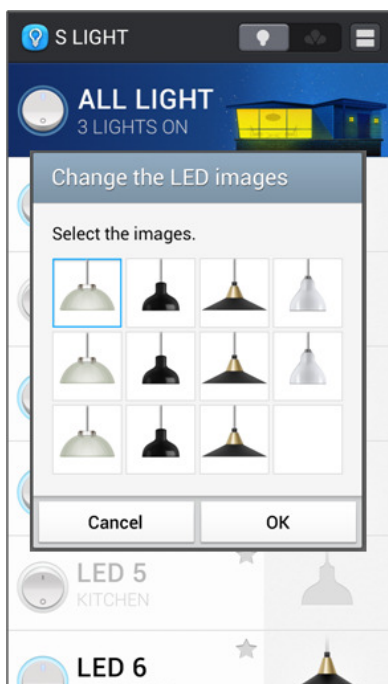 S LIGHT
ALL LIGHT
3 LIGHTS ON
Change the LED images
Select the images.
Cancel
OK
LED 5
KITCHEN
LED 6